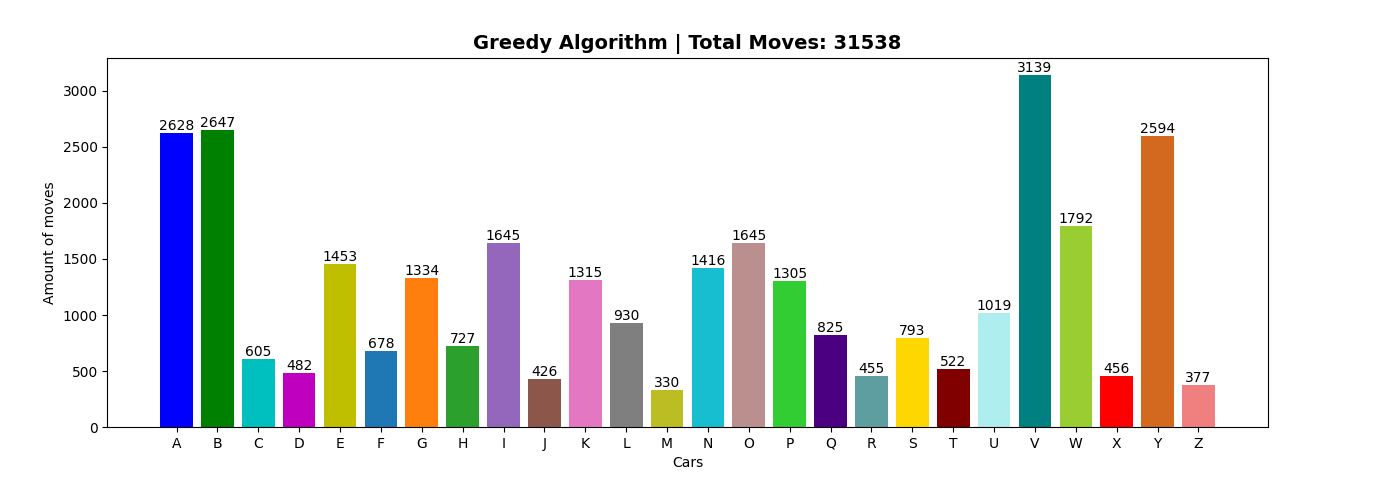 Greedy Algorithm | Total Moves: 31538
Amount of moves
3000
2500
2000
1500
1000
500
0
2628 2647 605 482 1453 678 1334 727 1645 426 1315 930 330 1416 1645 1305 825 455 793 522 1019 3139 1792 456 2594 377
A B C D E F G H I J K L M N O P Q R S T U V W X Y Z
Cars